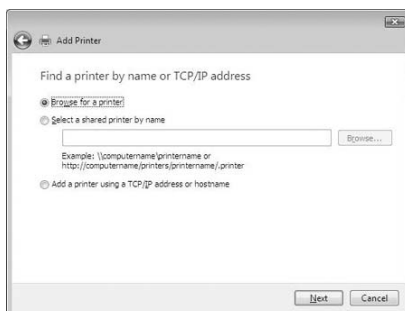 Add Printer
Find a printer by name or TCP/IP address
Browse for a printer
Select a shared printer by name
Browse...
Example: \\computername\printername or
http://computername/printers/printername/.printer
Add a printer using a TCP/IP address or hostname
Next
Cancel